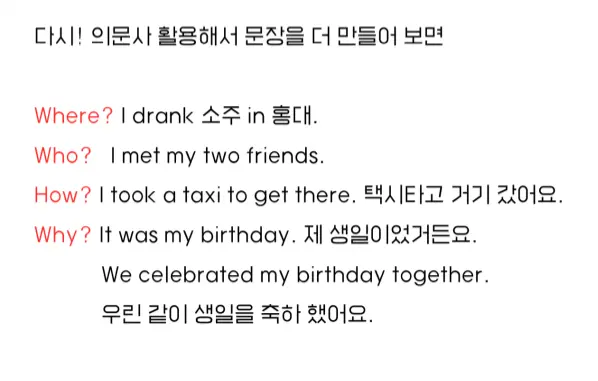 다시! 의문사 활용해서 문장을 더 만들어 보면
Where? I drank 소주 in 홍대.
Who? I met my two friends.
How? I took a taxi to get there. 택시타고 거기 갔어요.
Why? It was my birthday. 제 생일이었거든요.
We celebrated my birthday together.
우린 같이 생일을 축하 했어요.